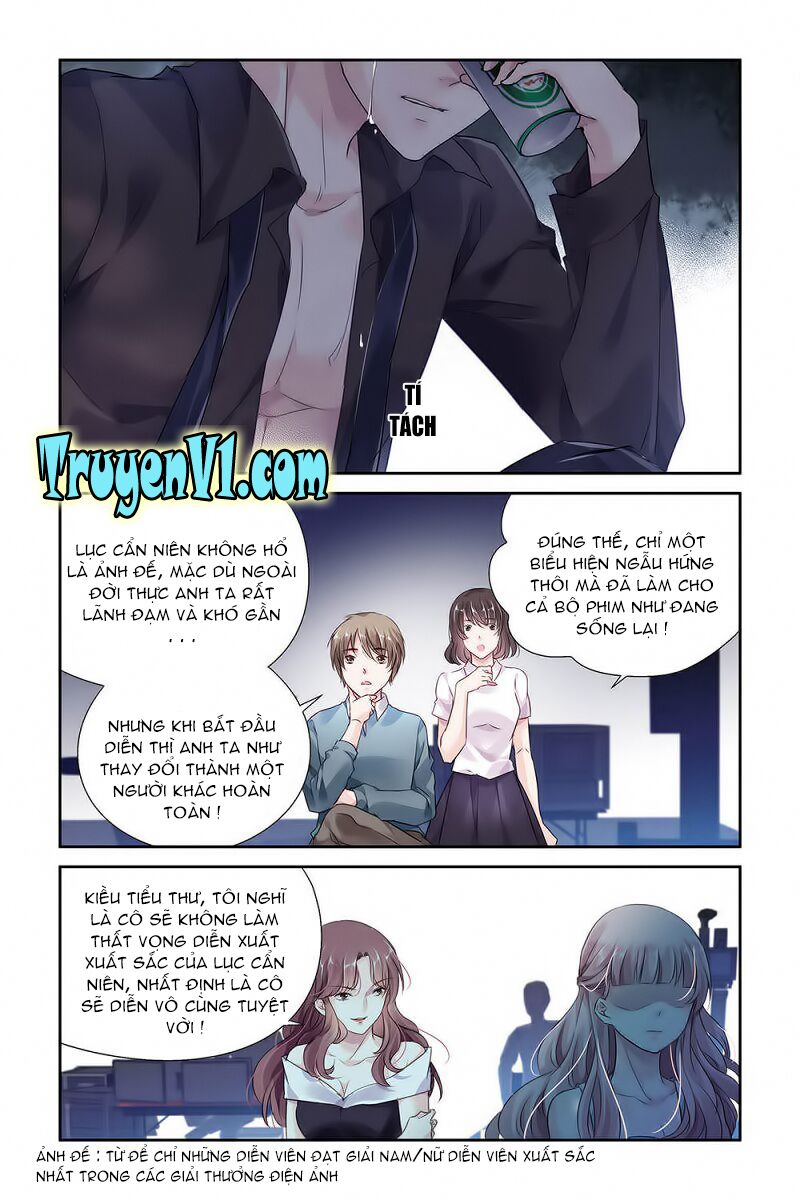 TÍ
TÁCH
TruyenV1.com
LỤC CẨN NIÊN KHÔNG HỔ
LÀ ẢNH ĐẾ, MẶC DÙ NGOÀI
ĐỜI THỰC ANH TA RẤT
LÃNH ĐẠM VÀ KHÓ GẦN
. . .
ĐÚNG THẾ, CHỈ MỘT
BIỂU HIỆN NGẪU HỨNG
THÔI MÀ ĐÃ LÀM CHO
CẢ BỘ PHIM NHƯ ĐANG
SỐNG LẠI !
NHƯNG KHI BẮT ĐẦU
DIỄN THÌ ANH TA NHƯ
THAY ĐỔI THÀNH MỘT
NGƯỜI KHÁC HOÀN
TOÀN !
KIỀU TIỂU THƯ, TÔI NGHĨ
LÀ CÔ SẼ KHÔNG LÀM
THẤT VỌNG DIỄN XUẤT
XUẤT SẮC CỦA LỤC CẨN
NIÊN, NHẤT ĐỊNH LÀ CÔ
SẼ DIỄN VÔ CÙNG TUYỆT
VỜI !
ẢNH ĐẾ : TỪ ĐỂ CHỈ NHỮNG DIỄN VIÊN ĐẠT GIẢI NAM/NỮ DIỄN VIÊN XUẤT SẮC
NHẤT TRONG CÁC GIẢI THƯỞNG ĐIỆN ẢNH